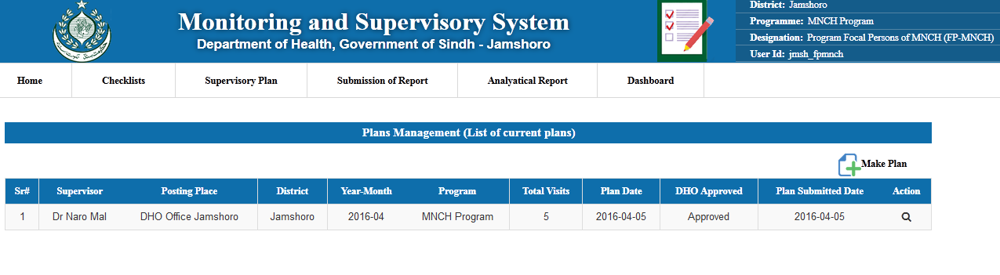 Monitoring and Supervisory System
Department of Health, Government of Sindh - Jamshoro
District: Jamshoro
Programme: MNCH Program
Designation: Program Focal Persons of MNCH (FP-MNCH)
User Id: jmsh_fpmnch
Home Checklists Supervisory Plan Submission of Report Analyatical Report Dashboard
Plans Management (List of current plans)
Make Plan
Sr# Supervisor Posting Place District Year-Month Program Total Visits Plan Date DHO Approved Plan Submitted Date Action
1 Dr Naro Mal DHO Office Jamshoro Jamshoro 2016-04 MNCH Program 5 2016-04-05 Approved 2016-04-05